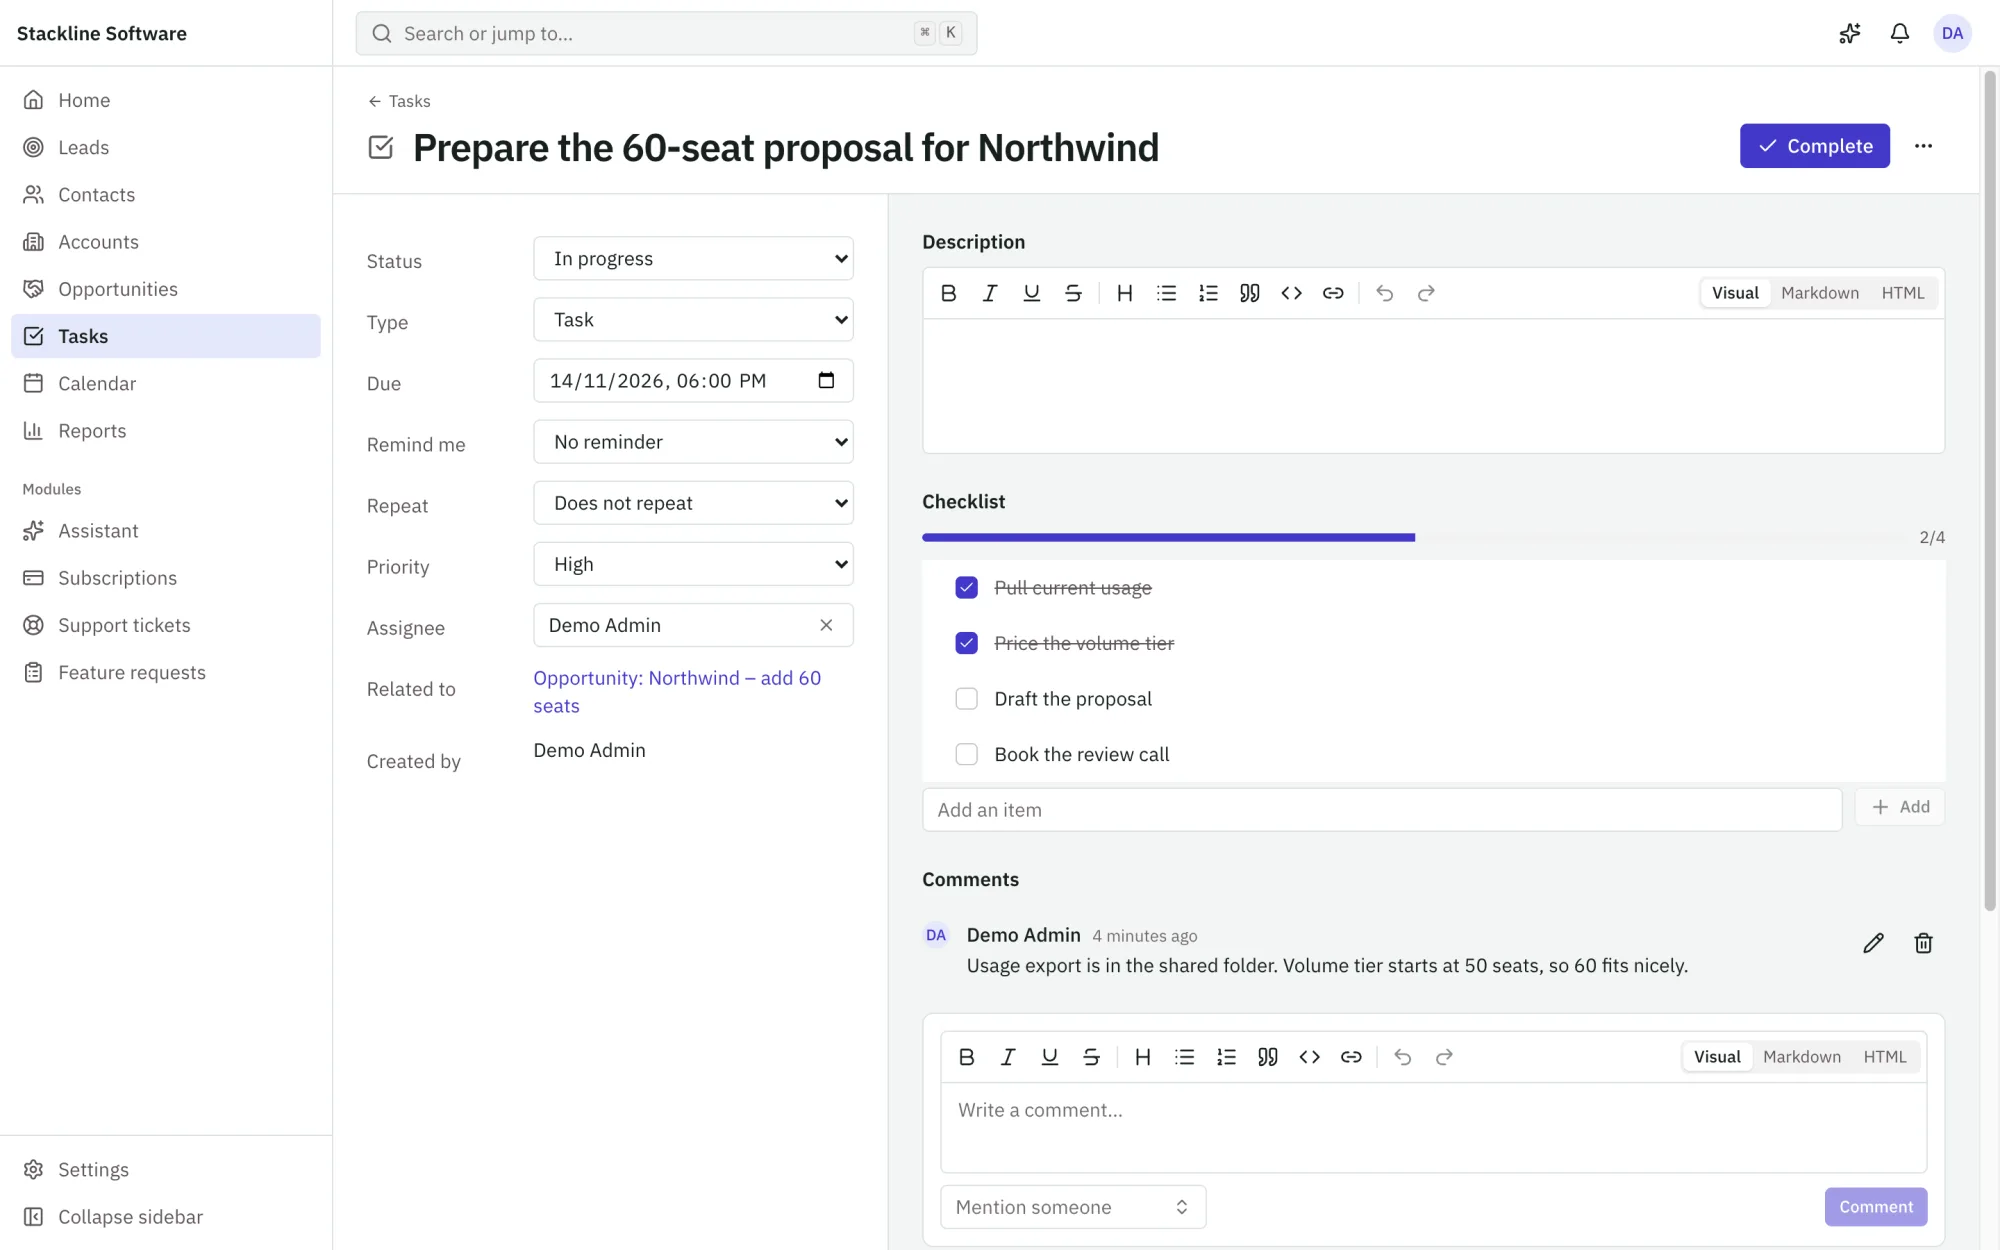 Stackline Software
Search or jump to...
⌘ K
DA
Home
Leads
Contacts
Accounts
Opportunities
Tasks
Calendar
Reports
Modules
Assistant
Subscriptions
Support tickets
Feature requests
Settings
Collapse sidebar
← Tasks
Prepare the 60-seat proposal for Northwind
Complete
Status
In progress
Type
Task
Due
14/11/2026, 06:00 PM
Remind me
No reminder
Repeat
Does not repeat
Priority
High
Assignee
Demo Admin
Related to
Opportunity: Northwind – add 60
seats
Created by
Demo Admin
Description
Visual Markdown HTML
Checklist
2/4
Pull current usage
Price the volume tier
Draft the proposal
Book the review call
Add an item
Add
Comments
DA
Demo Admin 4 minutes ago
Usage export is in the shared folder. Volume tier starts at 50 seats, so 60 fits nicely.
Visual Markdown HTML
Write a comment...
Mention someone
Comment